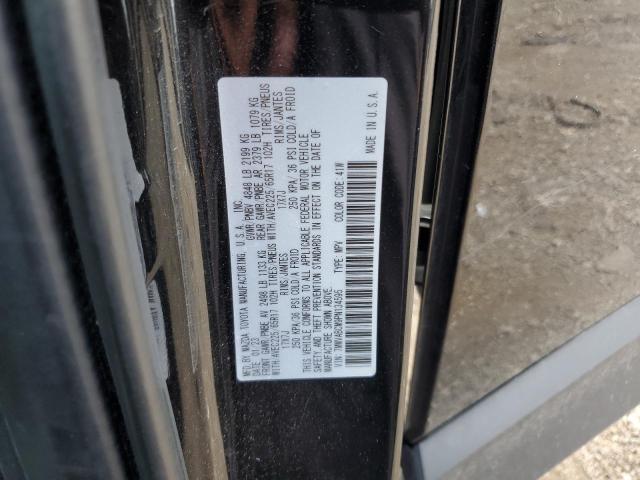 MFD.BY MAZDA TOYOTA MANUFACTURING, U.S.A. INC.
DATE: 01/23 GVWR/PNBV 4848 LB 2199 KG
FRONT GAWR/PNBE AV 2498 LB 1133 KG REAR GAWR/PNBE AR 2379 LB 1079 KG
WITH/AVEC225/65R17 102H TIRES/PNEUS WITH/AVEC225/65R17 102H TIRES/PNEUS
17X7J RIMS/JANTES 17X7J RIMS/JANTES
250 KPA/36 PSI COLD/A FROID 250 KPA/36 PSI COLD/A FROID
THIS VEHICLE CONFORMS TO ALL APPLICABLE FEDERAL MOTOR VEHICLE
SAFETY AND THEFT PREVENTION STANDARDS IN EFFECT ON THE DATE OF
MANUFACTURE SHOWN ABOVE. MADE IN U.S.A.
TYPE: MPV COLOR CODE: 41W